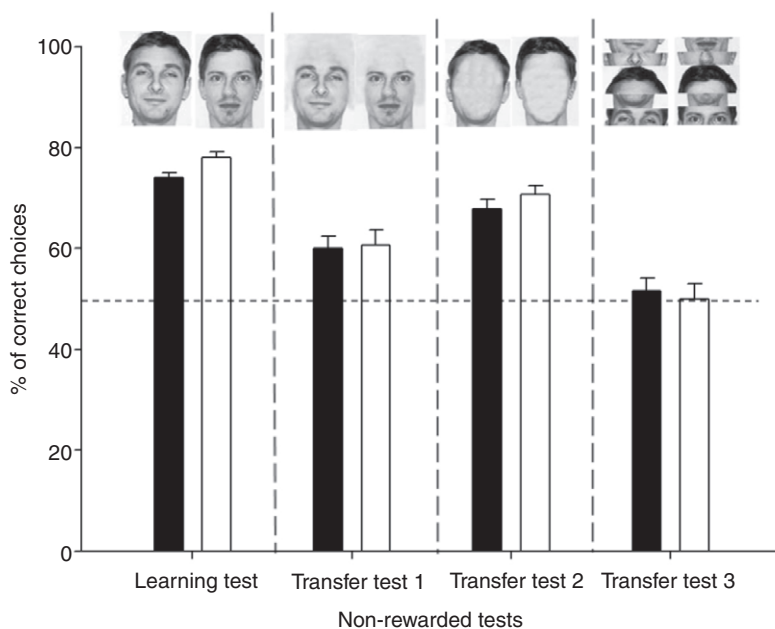 % of correct choices
100
80
60
40
20
0
Learning test
Transfer test 1
Transfer test 2
Transfer test 3
Non-rewarded tests